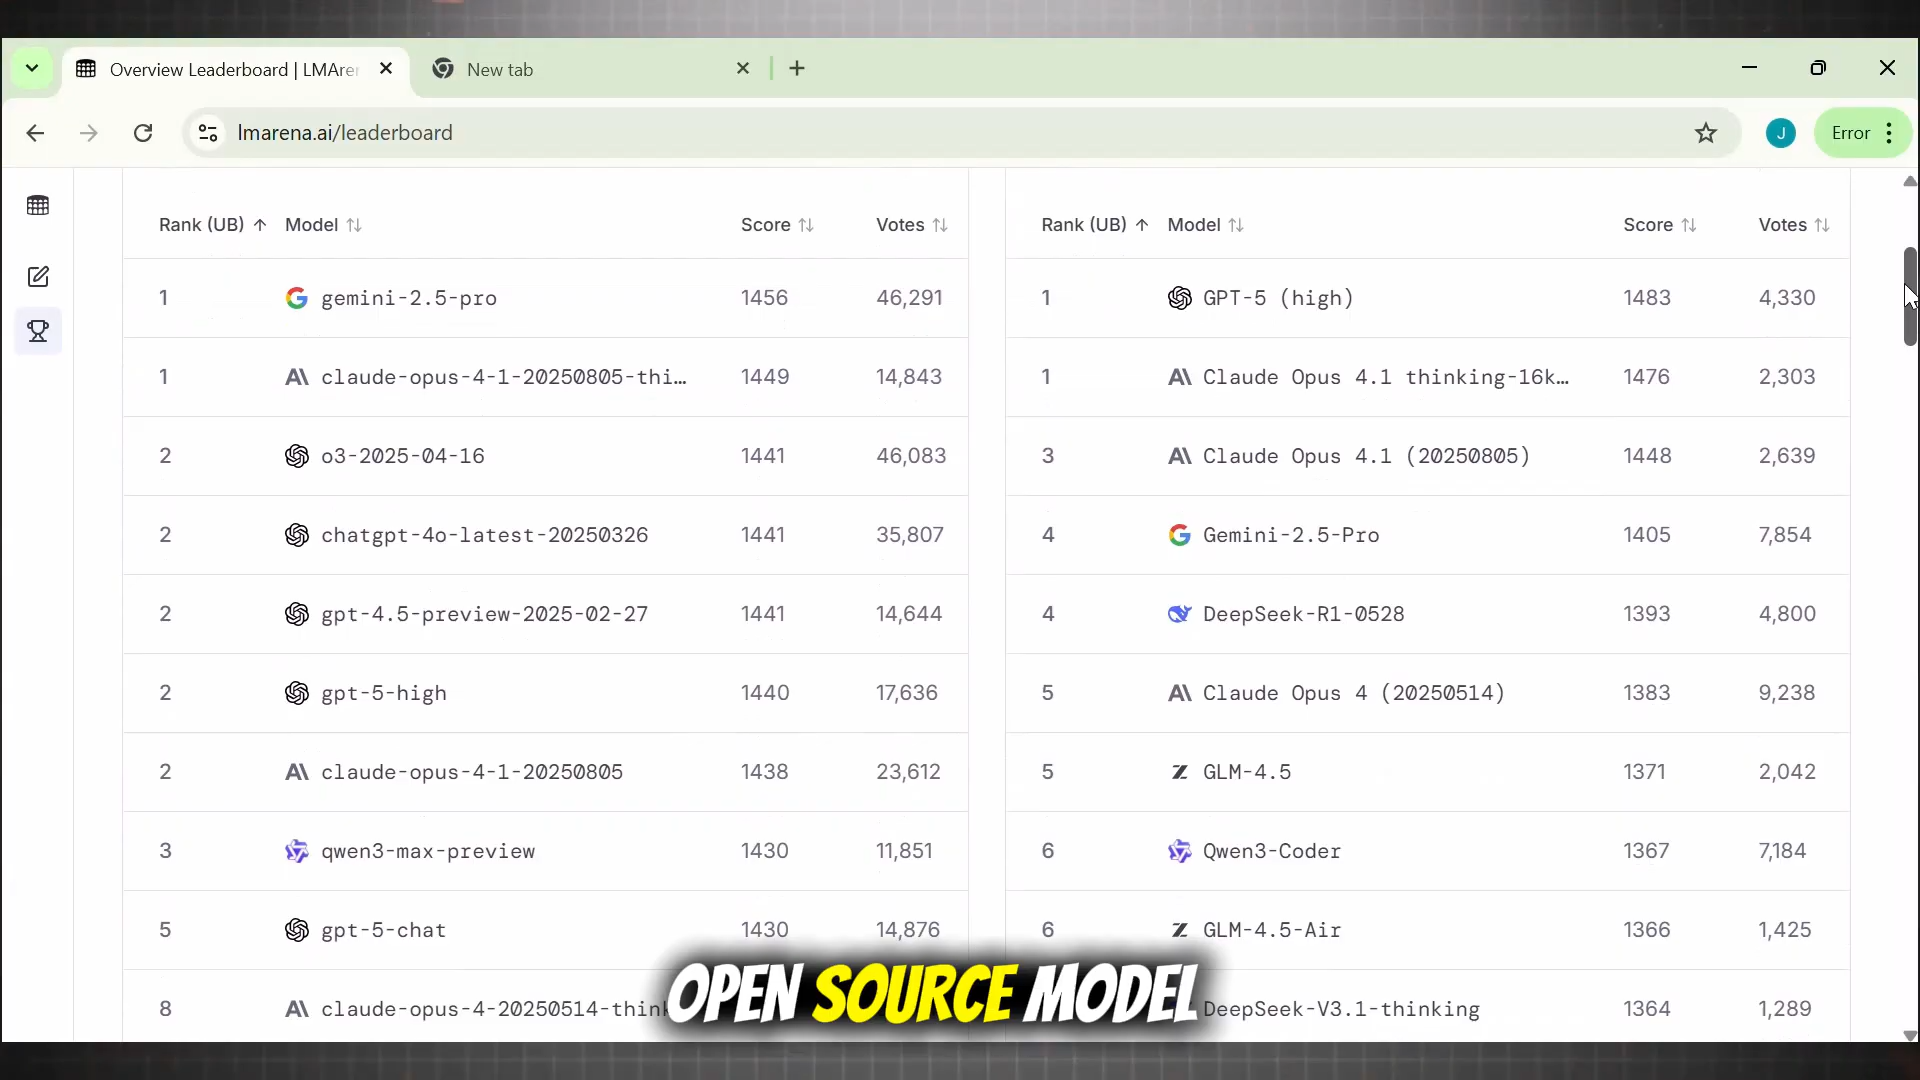 Overview Leaderboard | LMAre
New tab
lmarena.ai/leaderboard
J
Error
Rank (UB) Model Score Votes
1 gemini-2.5-pro 1456 46,291
1 claude-opus-4-1-20250805-thi… 1449 14,843
2 o3-2025-04-16 1441 46,083
2 chatgpt-4o-latest-20250326 1441 35,807
2 gpt-4.5-preview-2025-02-27 1441 14,644
2 gpt-5-high 1440 17,636
2 claude-opus-4-1-20250805 1438 23,612
3 qwen3-max-preview 1430 11,851
5 gpt-5-chat 1430 14,876
8 claude-opus-4-20250514-think
Rank (UB) Model Score Votes
1 GPT-5 (high) 1483 4,330
1 Claude Opus 4.1 thinking-16k… 1476 2,303
3 Claude Opus 4.1 (20250805) 1448 2,639
4 Gemini-2.5-Pro 1405 7,854
4 DeepSeek-R1-0528 1393 4,800
5 Claude Opus 4 (20250514) 1383 9,238
5 GLM-4.5 1371 2,042
6 Qwen3-Coder 1367 7,184
6 GLM-4.5-Air 1366 1,425
DeepSeek-V3.1-thinking 1364 1,289
OPEN SOURCE MODEL